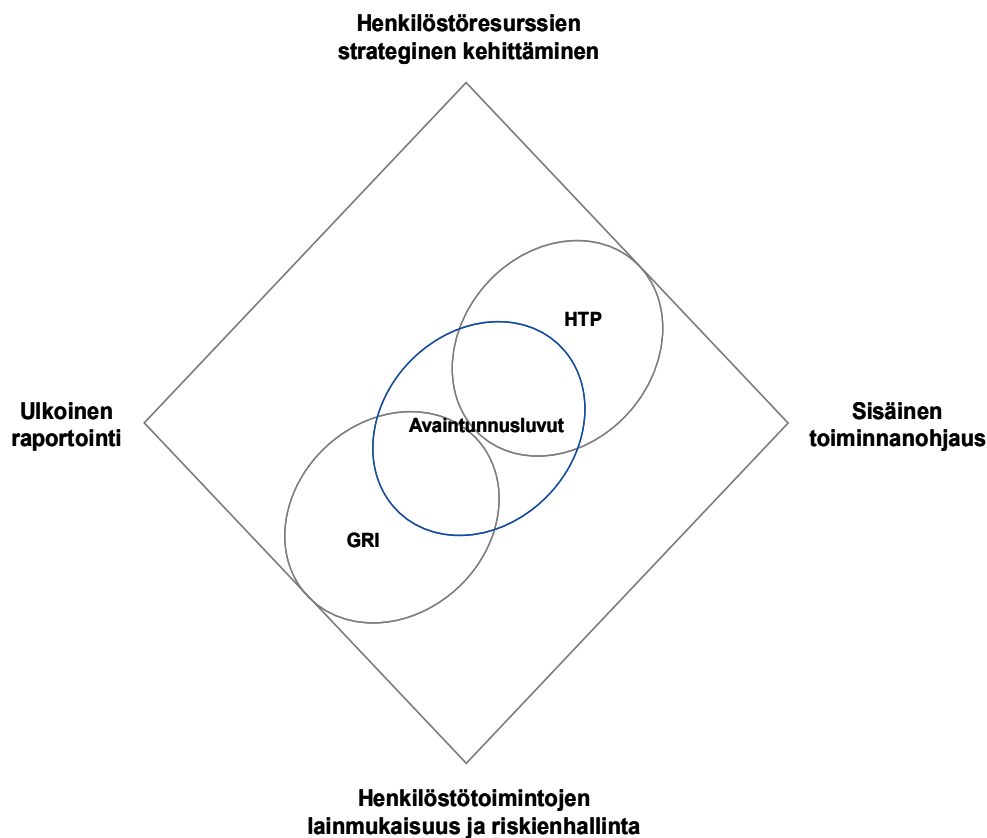 Henkilöstöresurssien
strateginen kehittäminen
HTP
Ulkoinen
raportointi
Avaintunnusluvut
Sisäinen
toiminnanohjaus
GRI
Henkilöstötoimintojen
lainmukaisuus ja riskienhallinta